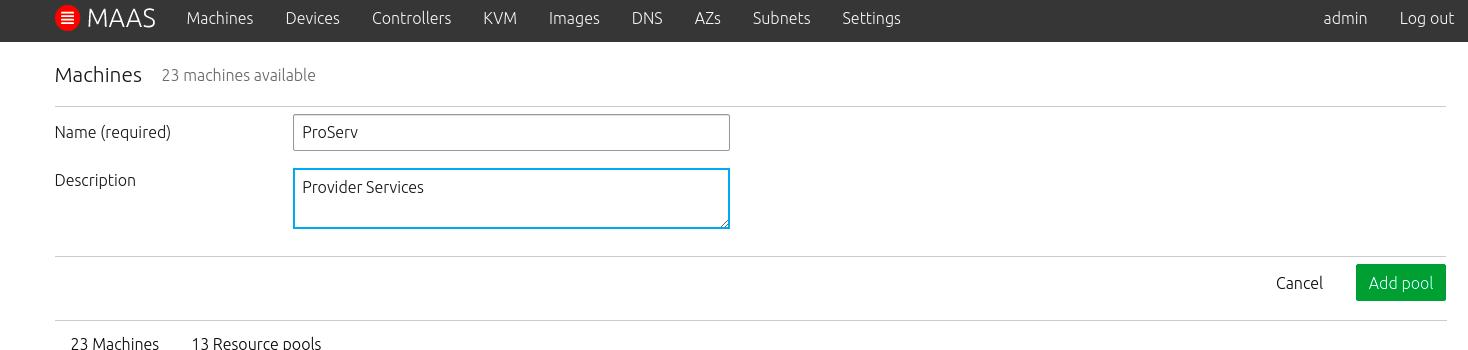 MAAS Machines Devices Controllers KVM Images DNS AZs Subnets Settings admin Log out
Machines 23 machines available
Name (required) ProServ
Description Provider Services
Cancel Add pool
23 Machines 13 Resource pools